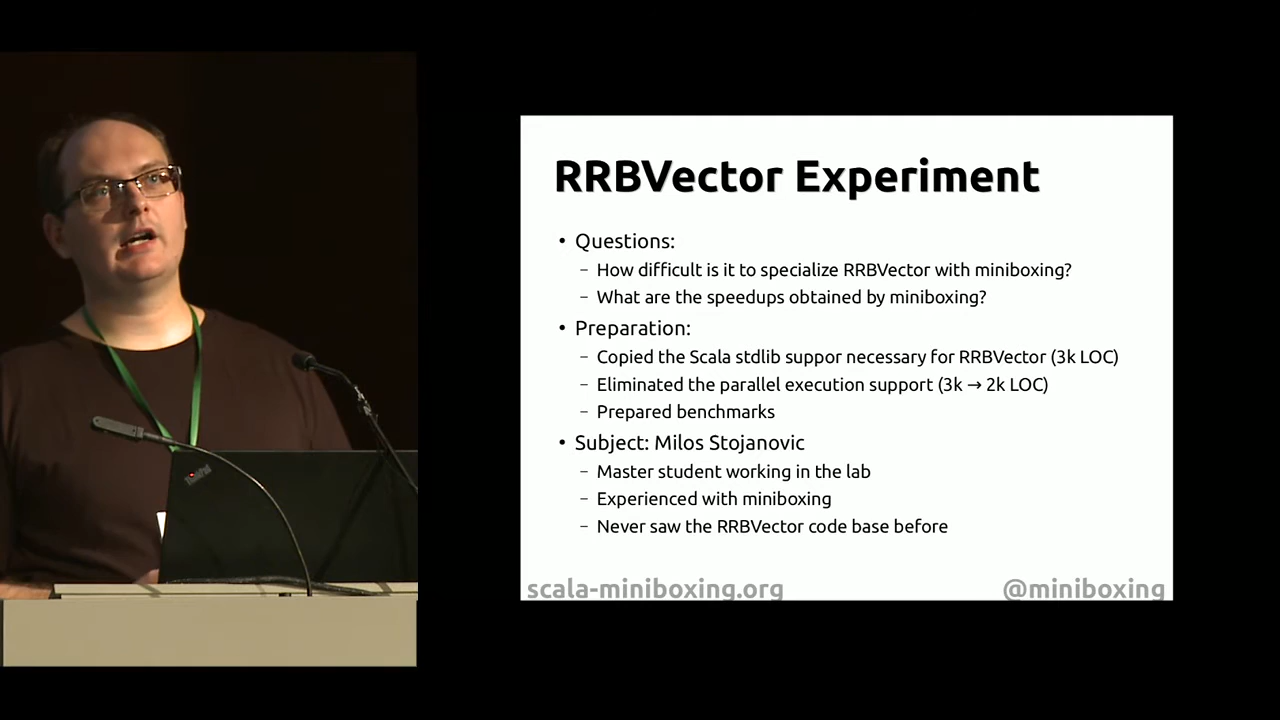 RRBVector Experiment
• Questions:
– How difficult is it to specialize RRBVector with miniboxing?
– What are the speedups obtained by miniboxing?
• Preparation:
– Copied the Scala stdlib suppor necessary for RRBVector (3k LOC)
– Eliminated the parallel execution support (3k → 2k LOC)
– Prepared benchmarks
• Subject: Milos Stojanovic
– Master student working in the lab
– Experienced with miniboxing
– Never saw the RRBVector code base before
scala-miniboxing.org
@miniboxing
ThinkPad